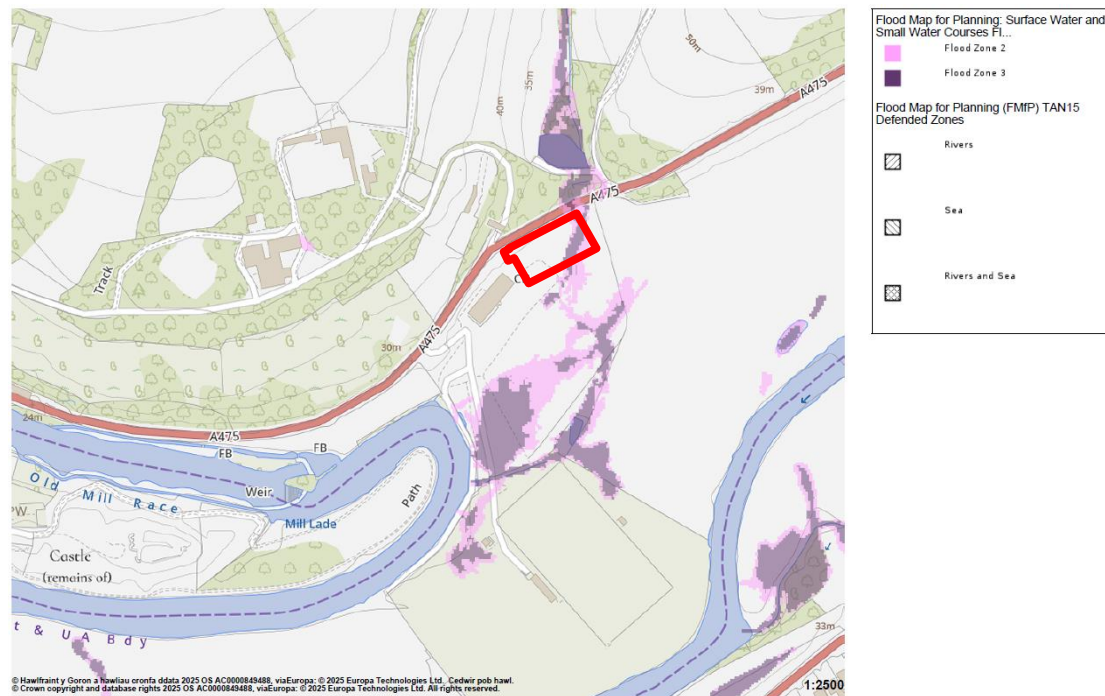 50m
35m
40m
39m
A475
A475
Track
A475
30m
24m
A475
FB
FB
Weir
Old Mill Race
PW
Mill Lade
Path
Castle
(remains of)
t & U A Bdy
33m
© Hawlfraint y Goron a hawliau cronfa ddata 2025 OS AC0000849488, viaEuropa: © 2025 Europa Technologies Ltd. Cedwir pob hawl.
© Crown copyright and database rights 2025 OS AC0000849488, viaEuropa: © 2025 Europa Technologies Ltd. All rights reserved.
1:2500
Flood Map for Planning: Surface Water and
Small Water Courses Fl...
Flood Zone 2
Flood Zone 3
Flood Map for Planning (FMfP) TAN15
Defended Zones
Rivers
Sea
Rivers and Sea